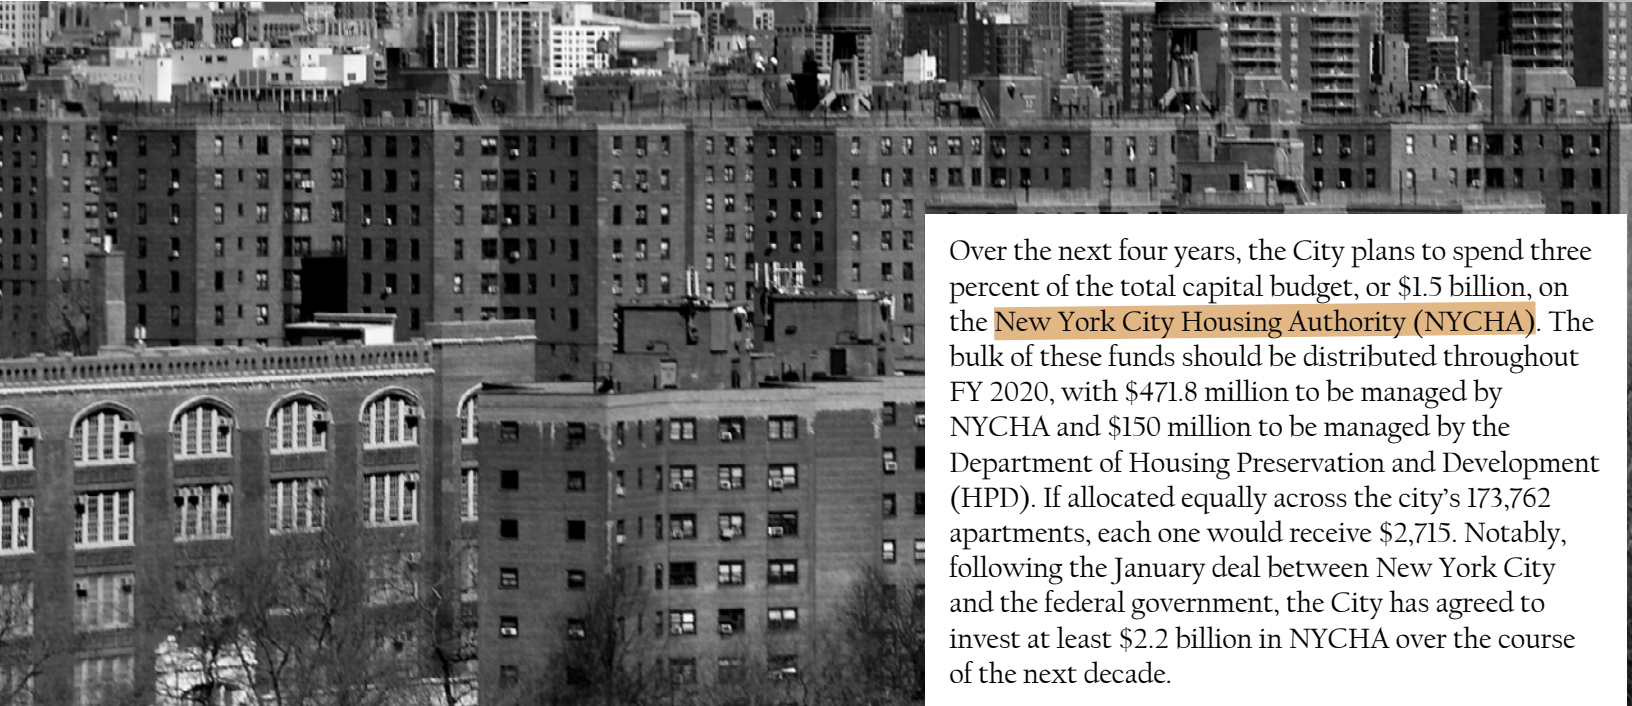 Over the next four years, the City plans to spend three
percent of the total capital budget, or $1.5 billion, on
the New York City Housing Authority (NYCHA). The
bulk of these funds should be distributed throughout
FY 2020, with $471.8 million to be managed by
NYCHA and $150 million to be managed by the
Department of Housing Preservation and Development
(HPD). If allocated equally across the city’s 173,762
apartments, each one would receive $2,715. Notably,
following the January deal between New York City
and the federal government, the City has agreed to
invest at least $2.2 billion in NYCHA over the course
of the next decade.